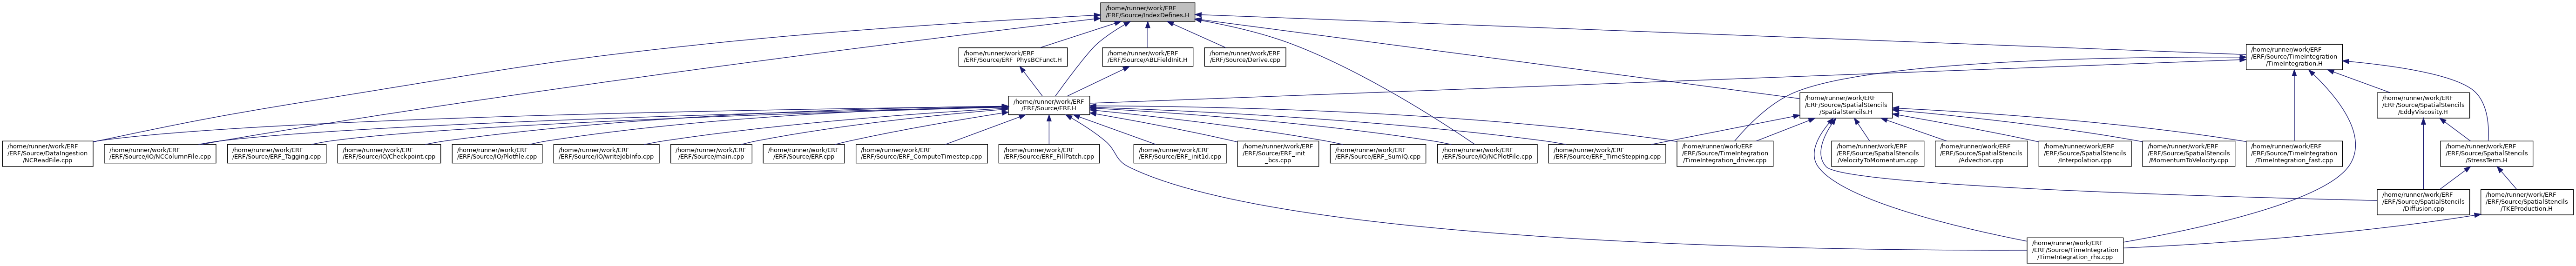 /home/runner/work/ERF
/ERF/Source/IndexDefines.H
/home/runner/work/ERF
/ERF/Source/ERF_PhysBCFunct.H
/home/runner/work/ERF
/ERF/Source/ABLFieldInit.H
/home/runner/work/ERF
/ERF/Source/Derive.cpp
/home/runner/work/ERF
/ERF/Source/TimeIntegration
/TimeIntegration.H
/home/runner/work/ERF
/ERF/Source/ERF.H
/home/runner/work/ERF
/ERF/Source/SpatialStencils
/SpatialStencils.H
/home/runner/work/ERF
/ERF/Source/SpatialStencils
/EddyViscosity.H
/home/runner/work/ERF
/ERF/Source/DataIngestion
/NCReadFile.cpp
/home/runner/work/ERF
/ERF/Source/IO/NCColumnFile.cpp
/home/runner/work/ERF
/ERF/Source/ERF_Tagging.cpp
/home/runner/work/ERF
/ERF/Source/IO/Checkpoint.cpp
/home/runner/work/ERF
/ERF/Source/IO/Plotfile.cpp
/home/runner/work/ERF
/ERF/Source/IO/writeJobInfo.cpp
/home/runner/work/ERF
/ERF/Source/main.cpp
/home/runner/work/ERF
/ERF/Source/ERF.cpp
/home/runner/work/ERF
/ERF/Source/ERF_ComputeTimestep.cpp
/home/runner/work/ERF
/ERF/Source/ERF_FillPatch.cpp
/home/runner/work/ERF
/ERF/Source/ERF_init1d.cpp
/home/runner/work/ERF
/ERF/Source/ERF_init
_bcs.cpp
/home/runner/work/ERF
/ERF/Source/ERF_SumIQ.cpp
/home/runner/work/ERF
/ERF/Source/IO/NCPlotFile.cpp
/home/runner/work/ERF
/ERF/Source/ERF_TimeStepping.cpp
/home/runner/work/ERF
/ERF/Source/TimeIntegration
/TimeIntegration_driver.cpp
/home/runner/work/ERF
/ERF/Source/SpatialStencils
/VelocityToMomentum.cpp
/home/runner/work/ERF
/ERF/Source/SpatialStencils
/Advection.cpp
/home/runner/work/ERF
/ERF/Source/SpatialStencils
/Interpolation.cpp
/home/runner/work/ERF
/ERF/Source/SpatialStencils
/MomentumToVelocity.cpp
/home/runner/work/ERF
/ERF/Source/TimeIntegration
/TimeIntegration_fast.cpp
/home/runner/work/ERF
/ERF/Source/SpatialStencils
/StressTerm.H
/home/runner/work/ERF
/ERF/Source/SpatialStencils
/Diffusion.cpp
/home/runner/work/ERF
/ERF/Source/SpatialStencils
/TKEProduction.H
/home/runner/work/ERF
/ERF/Source/TimeIntegration
/TimeIntegration_rhs.cpp